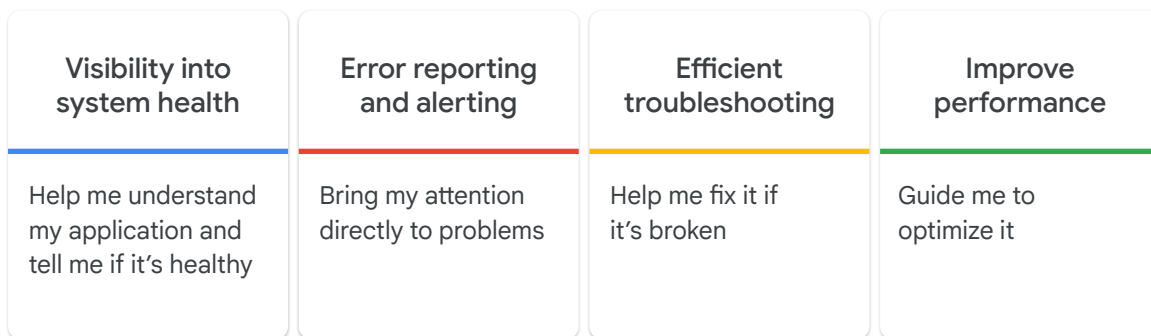 Visibility into
system health
Help me understand
my application and
tell me if it's healthy
Error reporting
and alerting
Bring my attention
directly to problems
Efficient
troubleshooting
Help me fix it if
it's broken
Improve
performance
Guide me to
optimize it